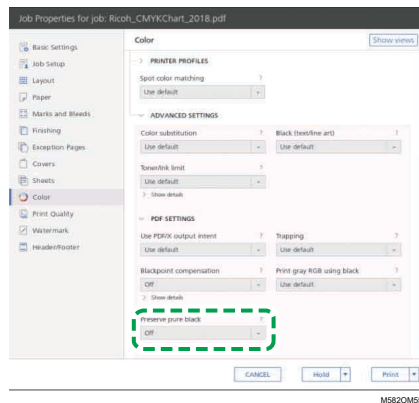 Job Properties for job: Ricoh_CMYKChart_2018.pdf
Basic Settings
Job Setup
Layout
Paper
Marks and Bleeds
Finishing
Exception Pages
Covers
Sheets
Color
Print Quality
Watermark
Header/Footer
Color
Show views
PRINTER PROFILES
Spot color matching ?
Use default
ADVANCED SETTINGS
Color substitution ? Black (text/line art) ?
Use default Use default
Toner/Ink limit ?
Use default
Show details
PDF SETTINGS
Use PDF/X output intent ? Trapping ?
Use default Use default
Blackpoint compensation ? Print gray RGB using black ?
Off Use default
Show details
Preserve pure black ?
Off
CANCEL Hold Print